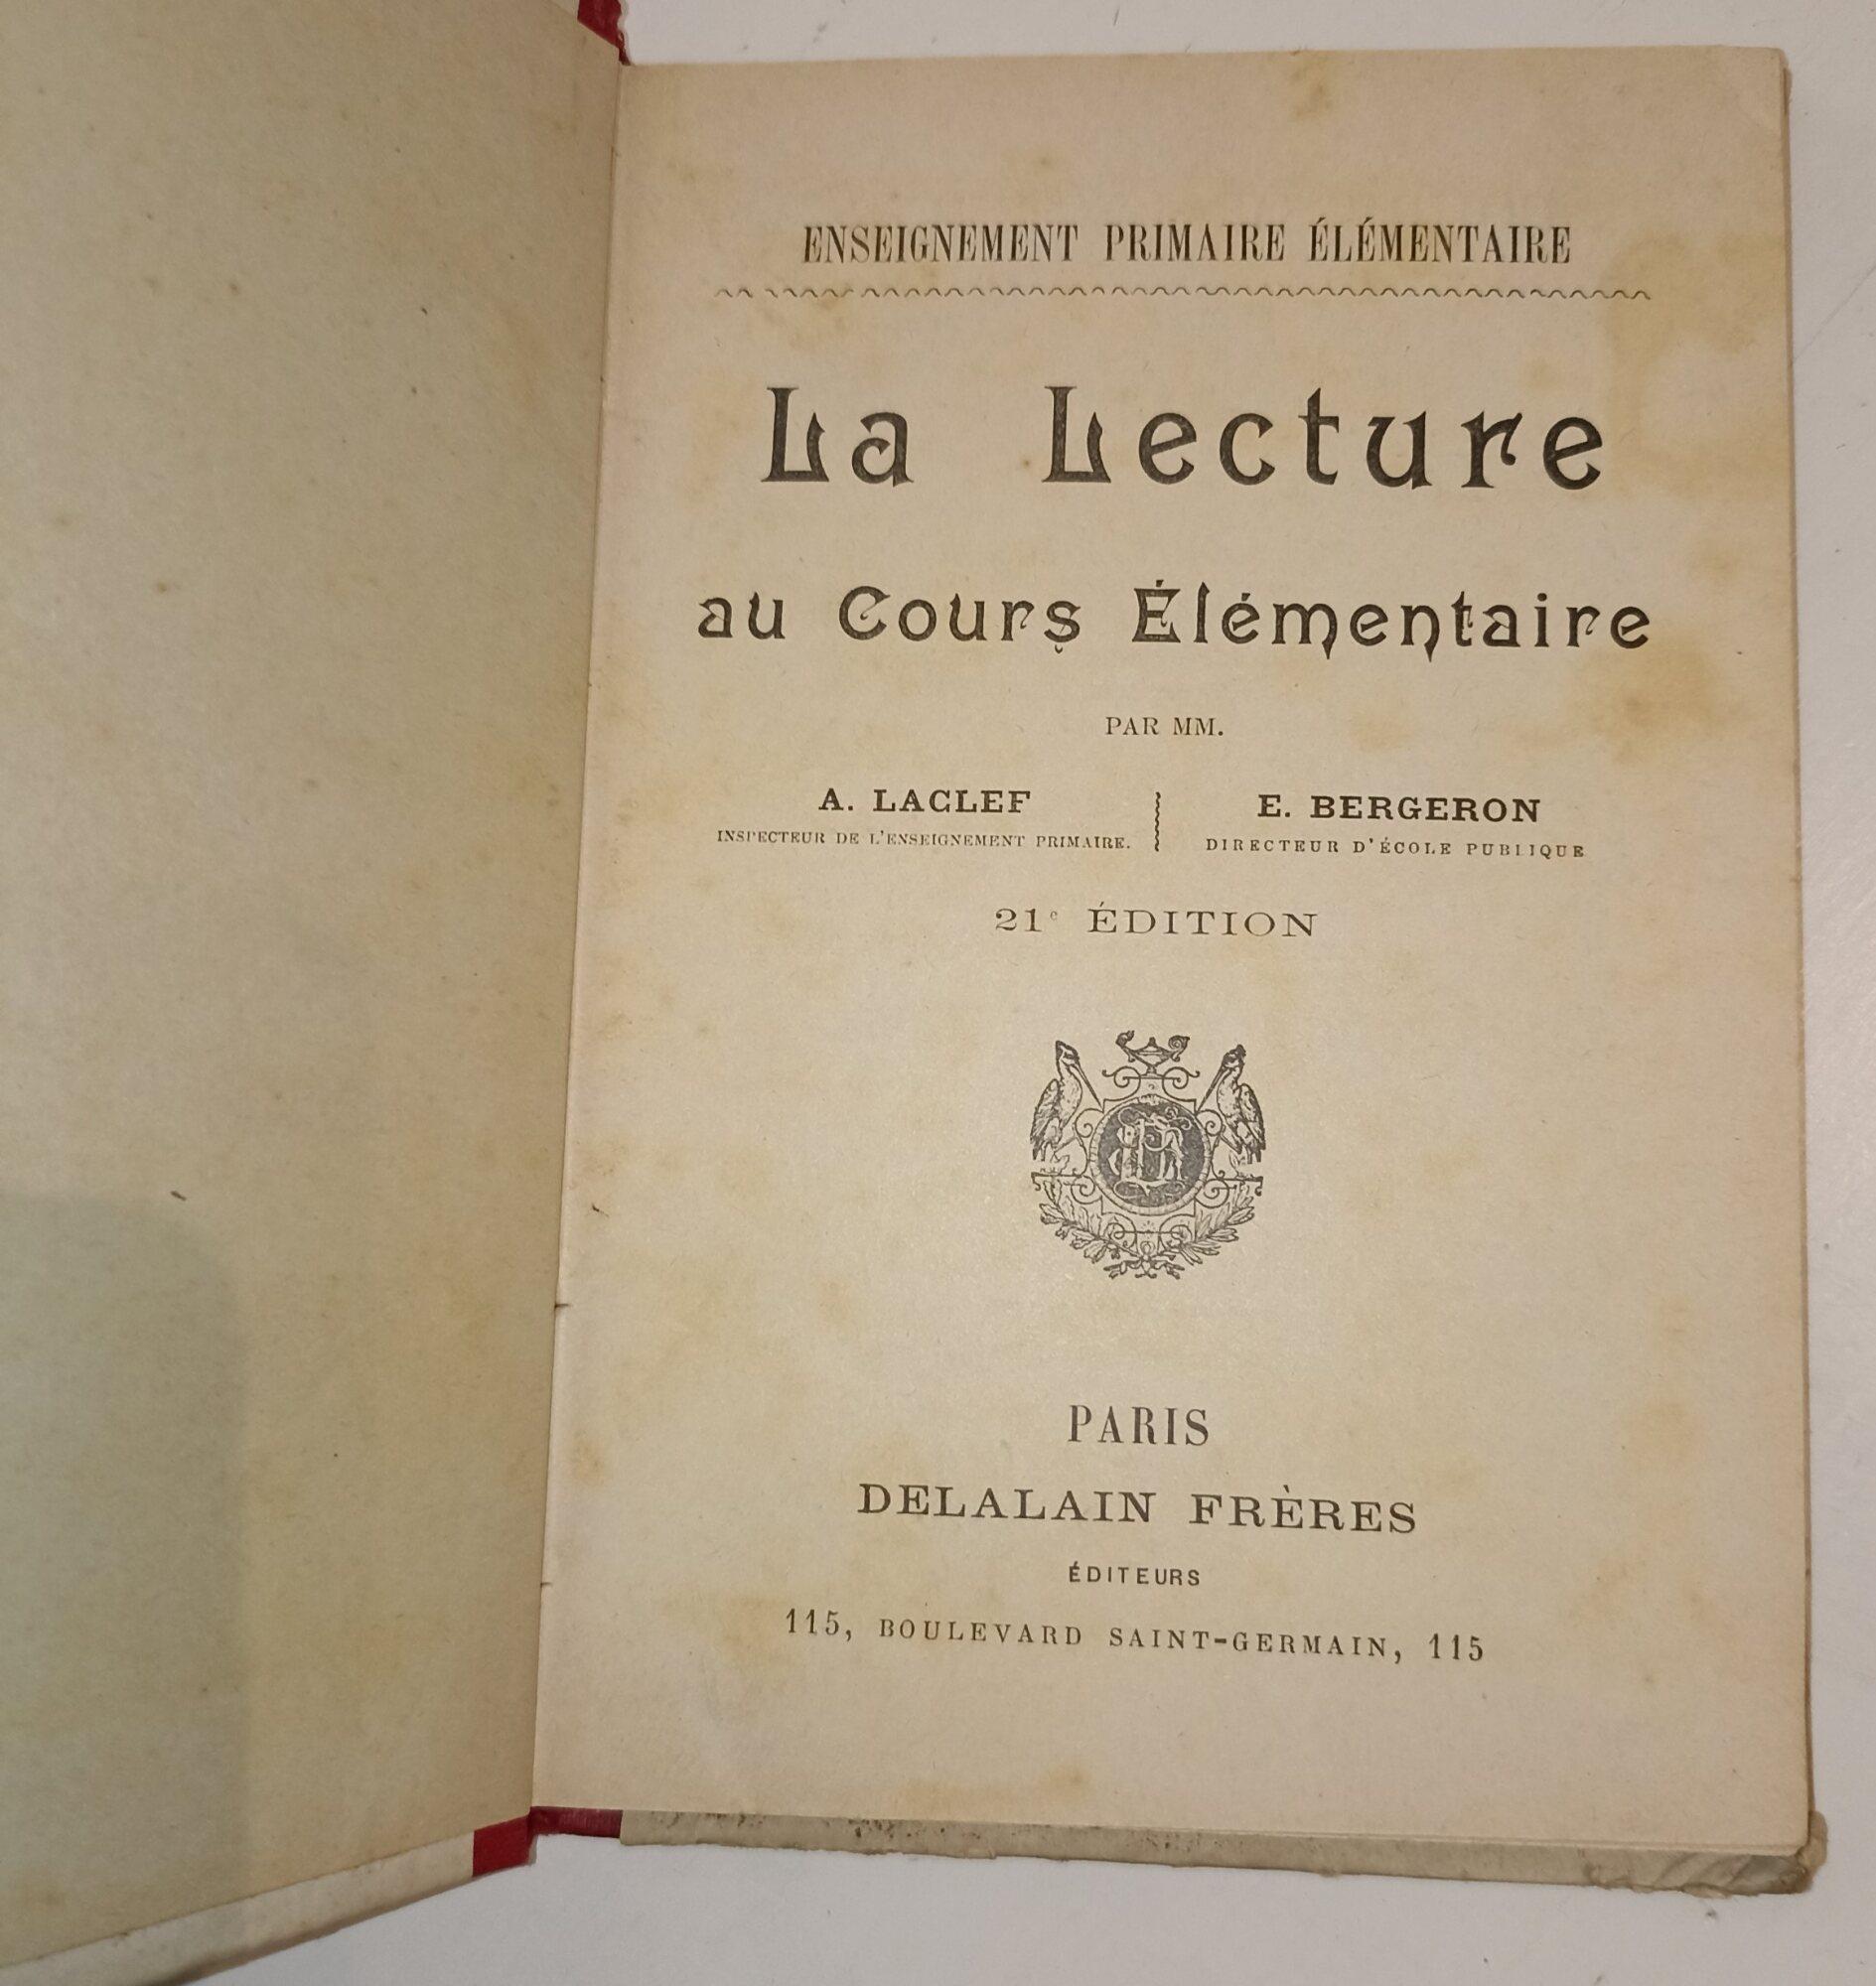 ENSEIGNEMENT PRIMAIRE ÉLÉMENTAIRE
La Lecture
au Cours Élémentaire
PAR MM.
A. LACLEF
INSPECTEUR DE L'ENSEIGNEMENT PRIMAIRE.
E. BERGERON
DIRECTEUR D'ÉCOLE PUBLIQUE
21e ÉDITION
PARIS
DELALAIN FRÈRES
ÉDITEURS
115, BOULEVARD SAINT-GERMAIN, 115